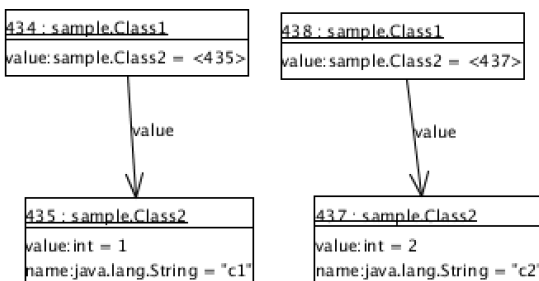 434 : sample.Class1
value:sample.Class2 = <435>
438 : sample.Class1
value:sample.Class2 = <437>
value
value
435 : sample.Class2
value:int = 1
name:java.lang.String = "c1"
437 : sample.Class2
value:int = 2
name:java.lang.String = "c2"